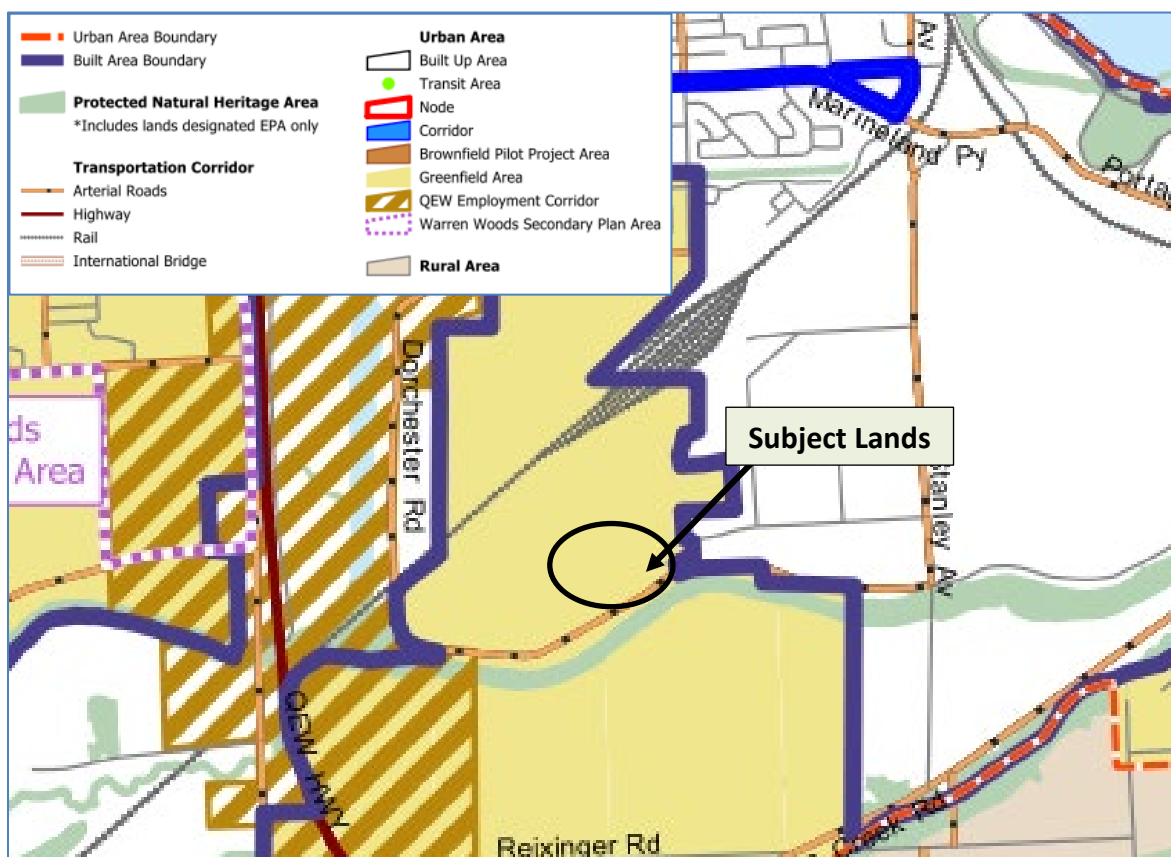 Urban Area Boundary
Built Area Boundary
Protected Natural Heritage Area
*Includes lands designated EPA only
Transportation Corridor
Arterial Roads
Highway
Rail
International Bridge
Urban Area
Built Up Area
Transit Area
Node
Corridor
Brownfield Pilot Project Area
Greenfield Area
QEW Employment Corridor
Warren Woods Secondary Plan Area
Rural Area
Av
Marineland Py
Portag
Dorchester Rd
ds
Area
Subject Lands
Stanley Av
QEW HWY
Creek Rd
Reixinger Rd